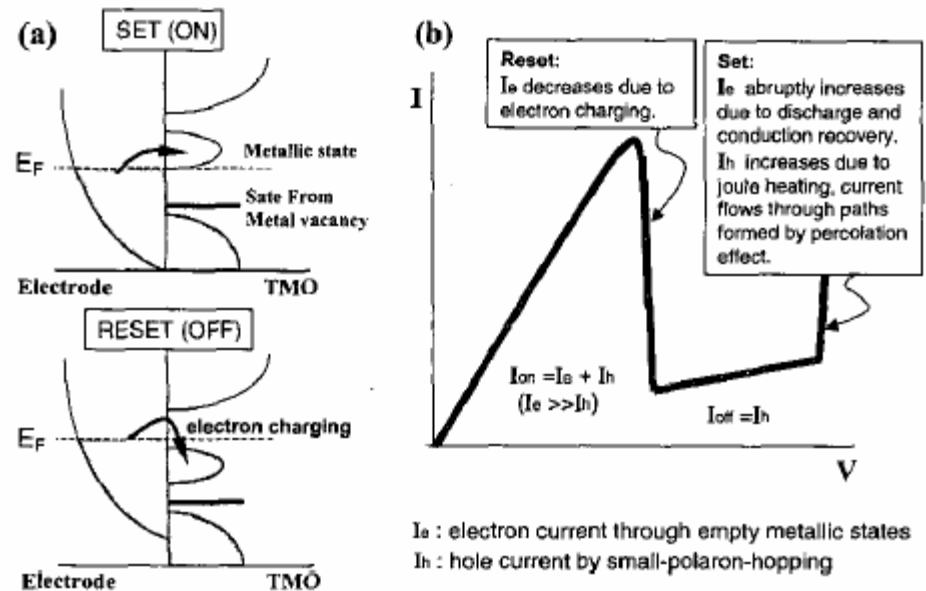 (a)
SET (ON)
E_F
Metallic state
Sate From
Metal vacancy
Electrode
TMO
RESET (OFF)
E_F
electron charging
Electrode
TMO
(b)
I
Reset:
Ie decreases due to
electron charging.
Set:
Ie abruptly increases
due to discharge and
conduction recovery.
Ih increases due to
joule heating, current
flows through paths
formed by percolation
effect.
Ion =Ie + Ih
(Ie >>Ih)
Ioff =Ih
V
Ie : electron current through empty metallic states
Ih : hole current by small-polaron-hopping